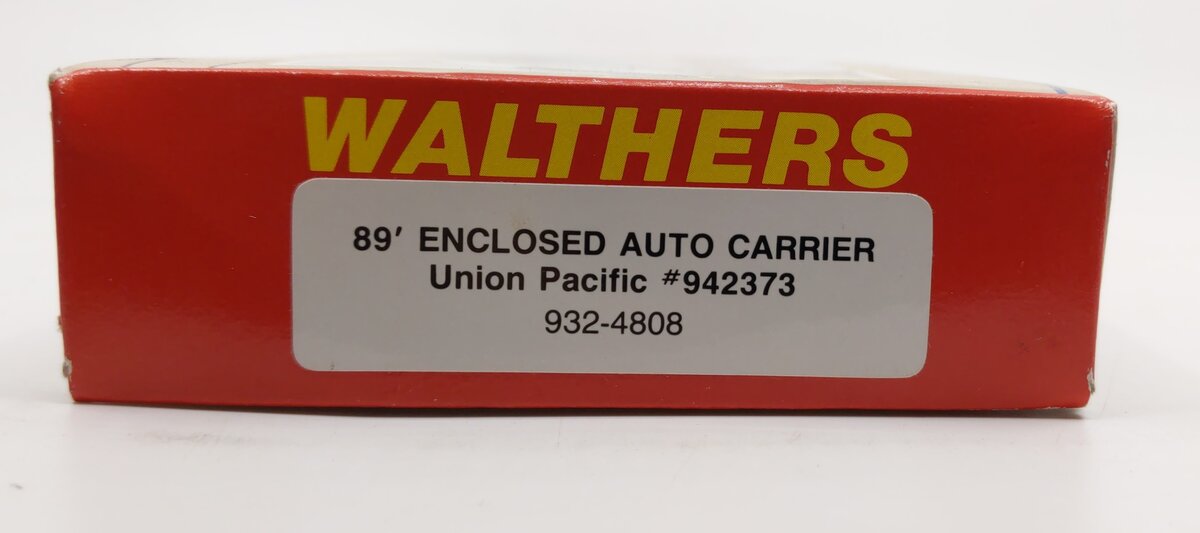 WALTHERS
89' ENCLOSED AUTO CARRIER
Union Pacific #942373
932-4808